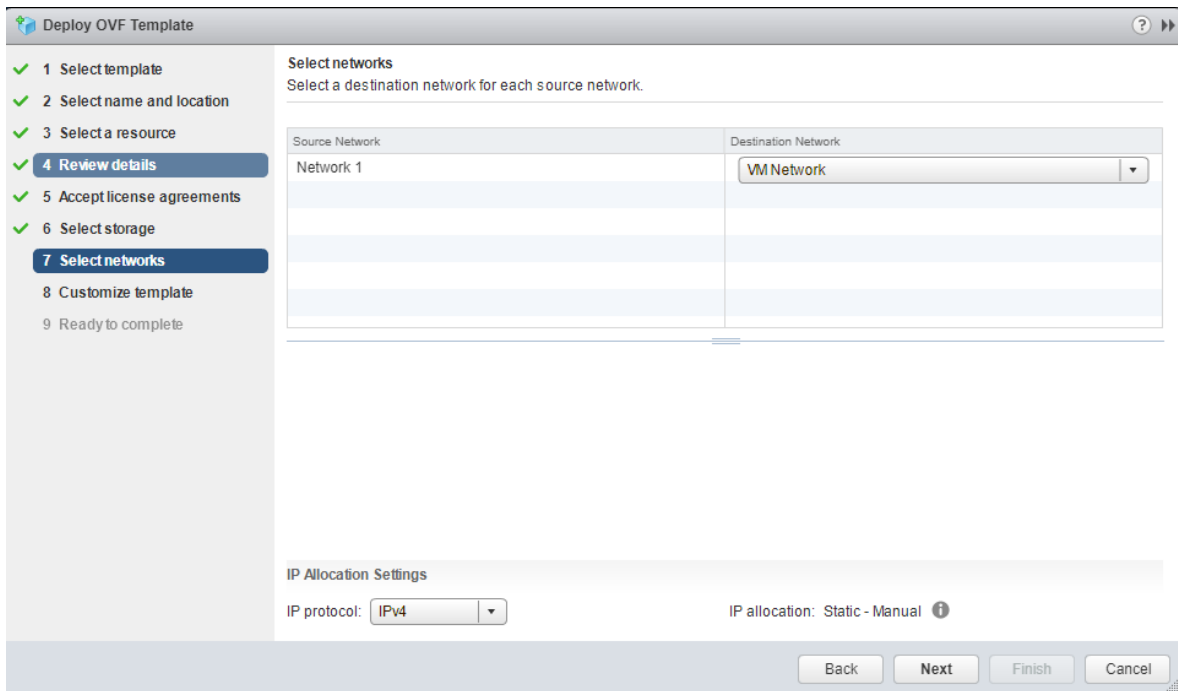 Deploy OVF Template
1 Select template
2 Select name and location
3 Select a resource
4 Review details
5 Accept license agreements
6 Select storage
7 Select networks
8 Customize template
9 Ready to complete
Select networks
Select a destination network for each source network.
Source Network Destination Network
Network 1 VM Network
IP Allocation Settings
IP protocol: IPv4 IP allocation: Static - Manual
Back Next Finish Cancel